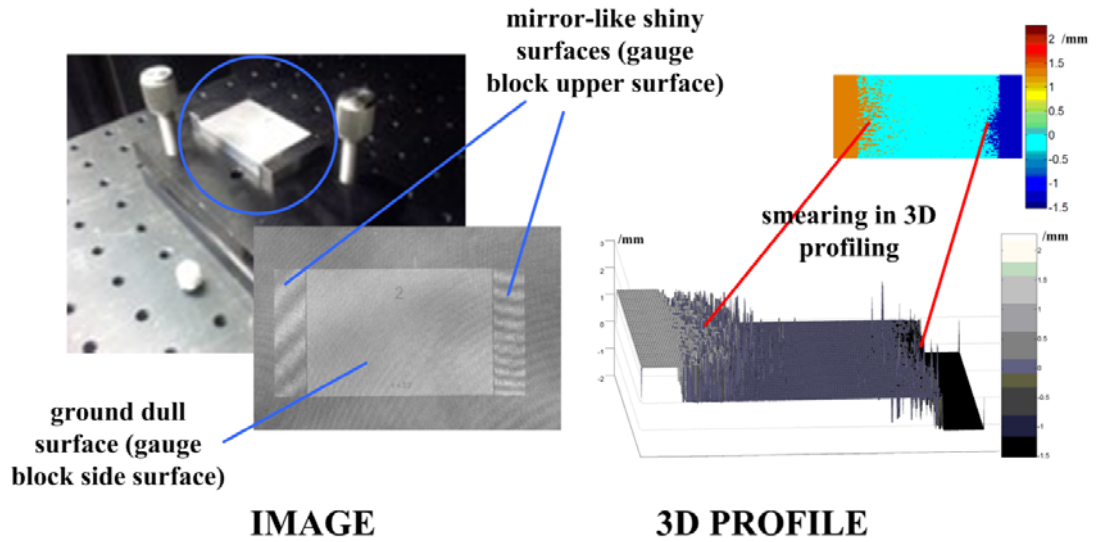 mirror-like shiny
surfaces (gauge
block upper surface)
2 /mm
1.5
1
0.5
0
-0.5
-1
-1.5
smearing in 3D
profiling
3 /mm
2
1
0
-1
-2
2 /mm
1.5
1
0.5
0
-0.5
-1
-1.5
2
ground dull
surface (gauge
block side surface)
IMAGE
3D PROFILE